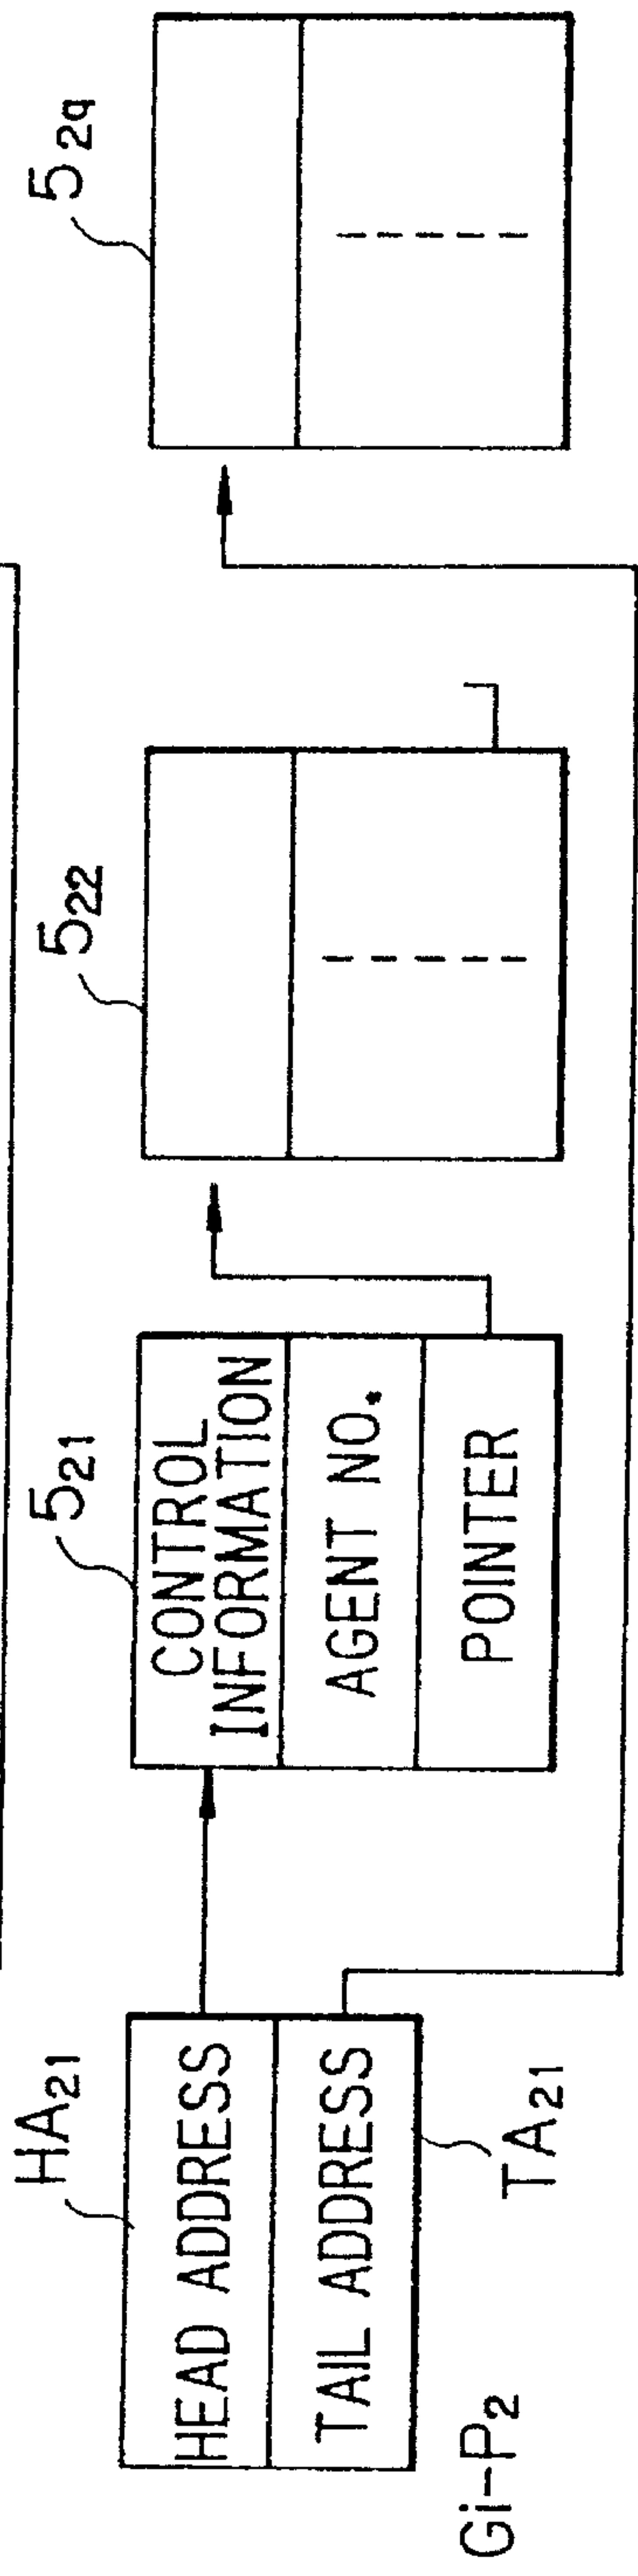 Gi-P2
HA21
HEAD ADDRESS
TAIL ADDRESS
TA21
521
CONTROL
INFORMATION
AGENT NO.
POINTER
522
52q